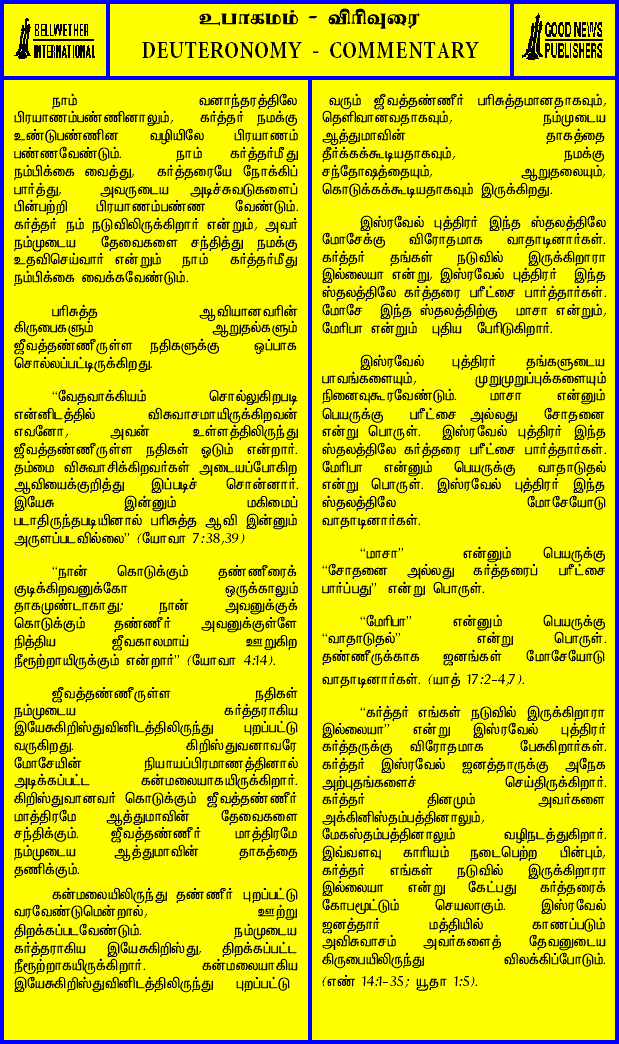 BELLWETHER
INTERNATIONAL
உபாகமம் - விரிவுரை
DEUTERONOMY - COMMENTARY
GOOD NEWS
PUBLISHERS
நாம் வனாந்தரத்திலே
பிரயாணம்பண்ணினாலும், கர்த்தர் நமக்கு
உண்டுபண்ணின வழியிலே பிரயாணம்
பண்ணவேண்டும். நாம் கர்த்தர்மீது
நம்பிக்கை வைத்து, கர்த்தரையே நோக்கிப்
பார்த்து, அவருடைய அடிச்சுவடுகளைப்
பின்பற்றி பிரயாணம்பண்ண வேண்டும்.
கர்த்தர் நம் நடுவிலிருக்கிறார் என்றும், அவர்
நம்முடைய தேவைகளை சந்தித்து நமக்கு
உதவிசெய்வார் என்றும் நாம் கர்த்தர்மீது
நம்பிக்கை வைக்கவேண்டும்.
பரிசுத்த ஆவியானவரின்
கிருபைகளும் ஆறுதல்களும்
ஜீவத்தண்ணீருள்ள நதிகளுக்கு ஒப்பாக
சொல்லப்பட்டிருக்கிறது.
“வேதவாக்கியம் சொல்லுகிறபடி
என்னிடத்தில் விசுவாசமாயிருக்கிறவன்
எவனோ, அவன் உள்ளத்திலிருந்து
ஜீவத்தண்ணீருள்ள நதிகள் ஓடும் என்றார்.
தம்மை விசுவாசிக்கிறவர்கள் அடையப்போகிற
ஆவியைக்குறித்து இப்படிச் சொன்னார்.
இயேசு இன்னும் மகிமைப்
படாதிருந்தபடியினால் பரிசுத்த ஆவி இன்னும்
அருளப்படவில்லை” (யோவா 7:38,39)
“நான் கொடுக்கும் தண்ணீரைக்
குடிக்கிறவனுக்கோ ஒருக்காலும்
தாகமுண்டாகாது; நான் அவனுக்குக்
கொடுக்கும் தண்ணீர் அவனுக்குள்ளே
நித்திய ஜீவகாலமாய் ஊறுகிற
நீரூற்றாயிருக்கும் என்றார்” (யோவா 4:14).
ஜீவத்தண்ணீருள்ள நதிகள்
நம்முடைய கர்த்தராகிய
இயேசுகிறிஸ்துவினிடத்திலிருந்து புறப்பட்டு
வருகிறது. கிறிஸ்துவானவரே
மோசேயின் நியாயப்பிரமாணத்தினால்
அடிக்கப்பட்ட கன்மலையாகயிருக்கிறார்.
கிறிஸ்துவானவர் கொடுக்கும் ஜீவத்தண்ணீர்
மாத்திரமே ஆத்துமாவின் தேவைகளை
சந்திக்கும். ஜீவத்தண்ணீர் மாத்திரமே
நம்முடைய ஆத்துமாவின் தாகத்தை
தணிக்கும்.
கன்மலையிலிருந்து தண்ணீர் புறப்பட்டு
வரவேண்டுமென்றால், ஊற்று
திறக்கப்படவேண்டும். நம்முடைய
கர்த்தராகிய இயேசுகிறிஸ்து, திறக்கப்பட்ட
நீரூற்றாகயிருக்கிறார். கன்மலையாகிய
இயேசுகிறிஸ்துவினிடத்திலிருந்து புறப்பட்டு
வரும் ஜீவத்தண்ணீர் பரிசுத்தமானதாகவும்,
தெளிவானவதாகவும், நம்முடைய
ஆத்துமாவின் தாகத்தை
தீர்க்கக்கூடியதாகவும், நமக்கு
சந்தோஷத்தையும், ஆறுதலையும்,
கொடுக்கக்கூடியதாகவும் இருக்கிறது.
இஸ்ரவேல் புத்திரர் இந்த ஸ்தலத்திலே
மோசேக்கு விரோதமாக வாதாடினார்கள்.
கர்த்தர் தங்கள் நடுவில் இருக்கிறாரா
இல்லையா என்று, இஸ்ரவேல் புத்திரர் இந்த
ஸ்தலத்திலே கர்த்தரை பரீட்சை பார்த்தார்கள்.
மோசே இந்த ஸ்தலத்திற்கு மாசா என்றும்,
மேரிபா என்றும் புதிய பேரிடுகிறார்.
இஸ்ரவேல் புத்திரர் தங்களுடைய
பாவங்களையும், முறுமுறுப்புக்களையும்
நினைவுகூரவேண்டும். மாசா என்னும்
பெயருக்கு பரீட்சை அல்லது சோதனை
என்று பொருள். இஸ்ரவேல் புத்திரர் இந்த
ஸ்தலத்திலே கர்த்தரை பரீட்சை பார்த்தார்கள்.
மேரிபா என்னும் பெயருக்கு வாதாடுதல்
என்று பொருள். இஸ்ரவேல் புத்திரர் இந்த
ஸ்தலத்திலே மோசேயோடு
வாதாடினார்கள்.
“மாசா” என்னும் பெயருக்கு
“சோதனை அல்லது கர்த்தரைப் பரீட்சை
பார்ப்பது” என்று பொருள்.
“மேரிபா” என்னும் பெயருக்கு
“வாதாடுதல்” என்று பொருள்.
தண்ணீருக்காக ஜனங்கள் மோசேயோடு
வாதாடினார்கள். (யாத் 17:2-4,7).
“கர்த்தர் எங்கள் நடுவில் இருக்கிறாரா
இல்லையா” என்று இஸ்ரவேல் புத்திரர்
கர்த்தருக்கு விரோதமாக பேசுகிறார்கள்.
கர்த்தர் இஸ்ரவேல் ஜனத்தாருக்கு அநேக
அற்புதங்களைச் செய்திருக்கிறார்.
கர்த்தர் தினமும் அவர்களை
அக்கினிஸ்தம்பத்தினாலும்,
மேகஸ்தம்பத்தினாலும் வழிநடத்துகிறார்.
இவ்வளவு காரியம் நடைபெற்ற பின்பும்,
கர்த்தர் எங்கள் நடுவில் இருக்கிறாரா
இல்லையா என்று கேட்பது கர்த்தரைக்
கோபமூட்டும் செயலாகும். இஸ்ரவேல்
ஜனத்தார் மத்தியில் காணப்படும்
அவிசுவாசம் அவர்களைத் தேவனுடைய
கிருபையிலிருந்து விலக்கிப்போடும்.
(எண் 14:1-35; யூதா 1:5).